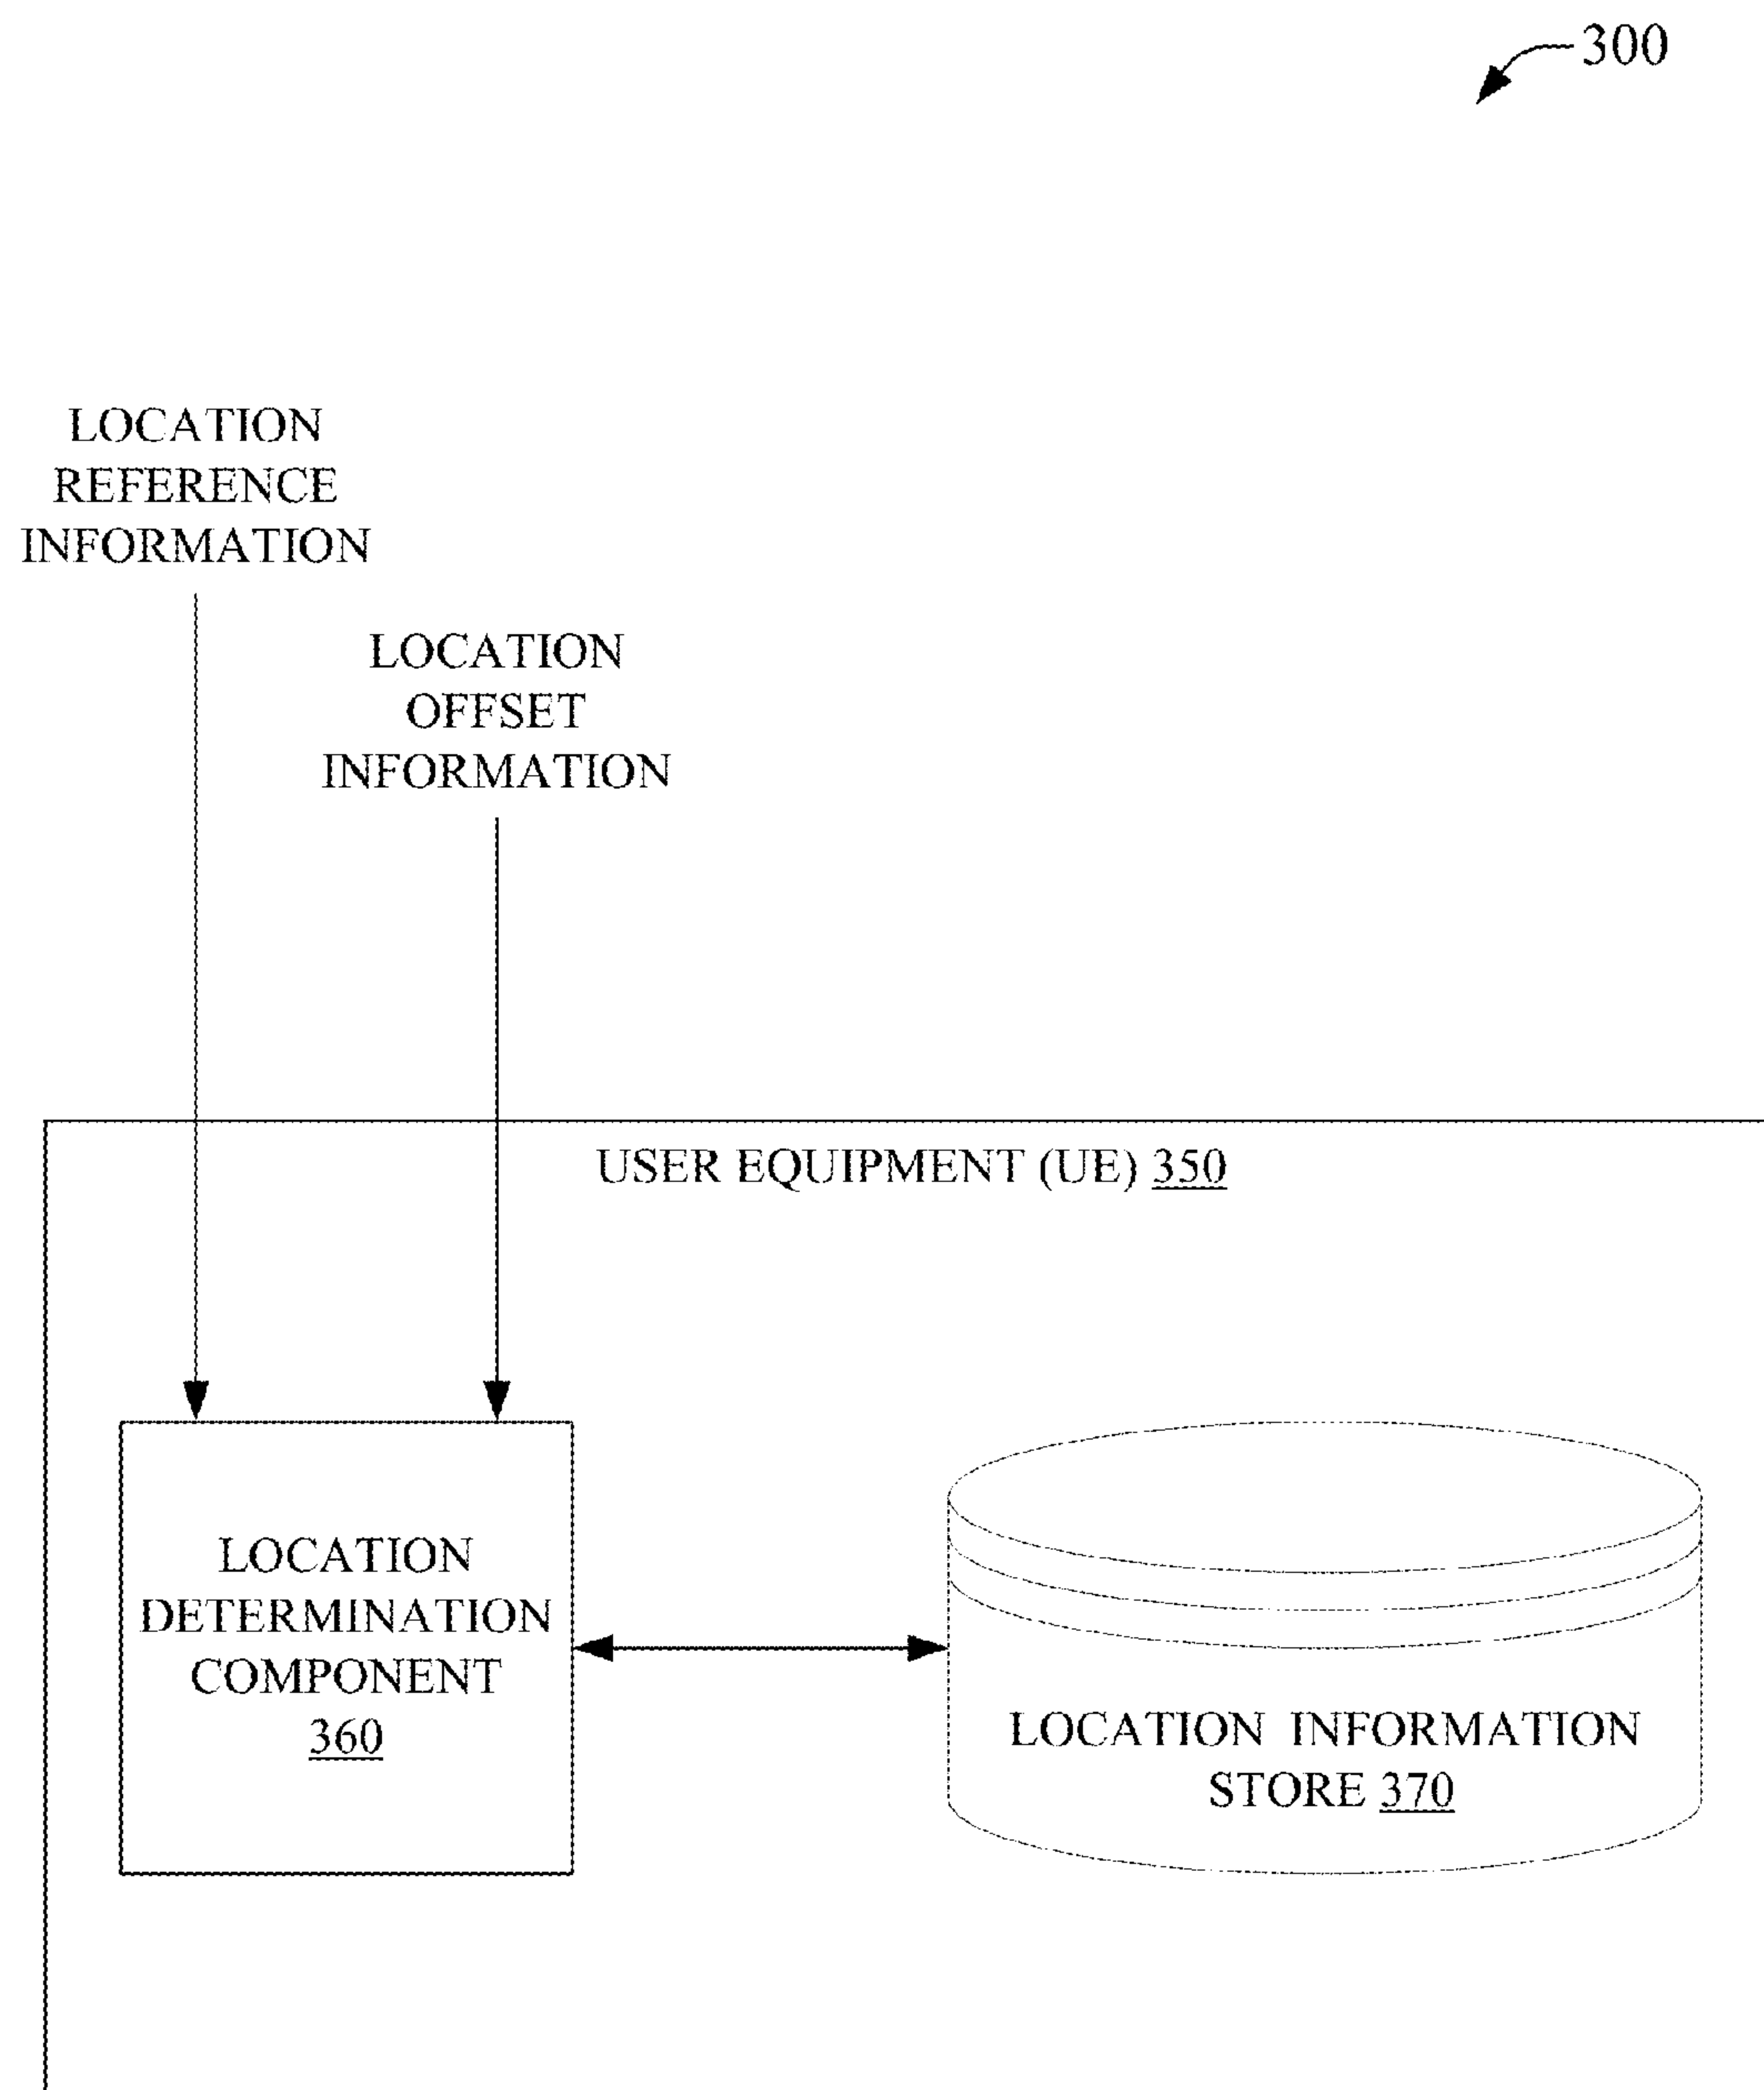 300
LOCATION
REFERENCE
INFORMATION
LOCATION
OFFSET
INFORMATION
USER EQUIPMENT (UE) 350
LOCATION
DETERMINATION
COMPONENT
360
LOCATION INFORMATION
STORE 370